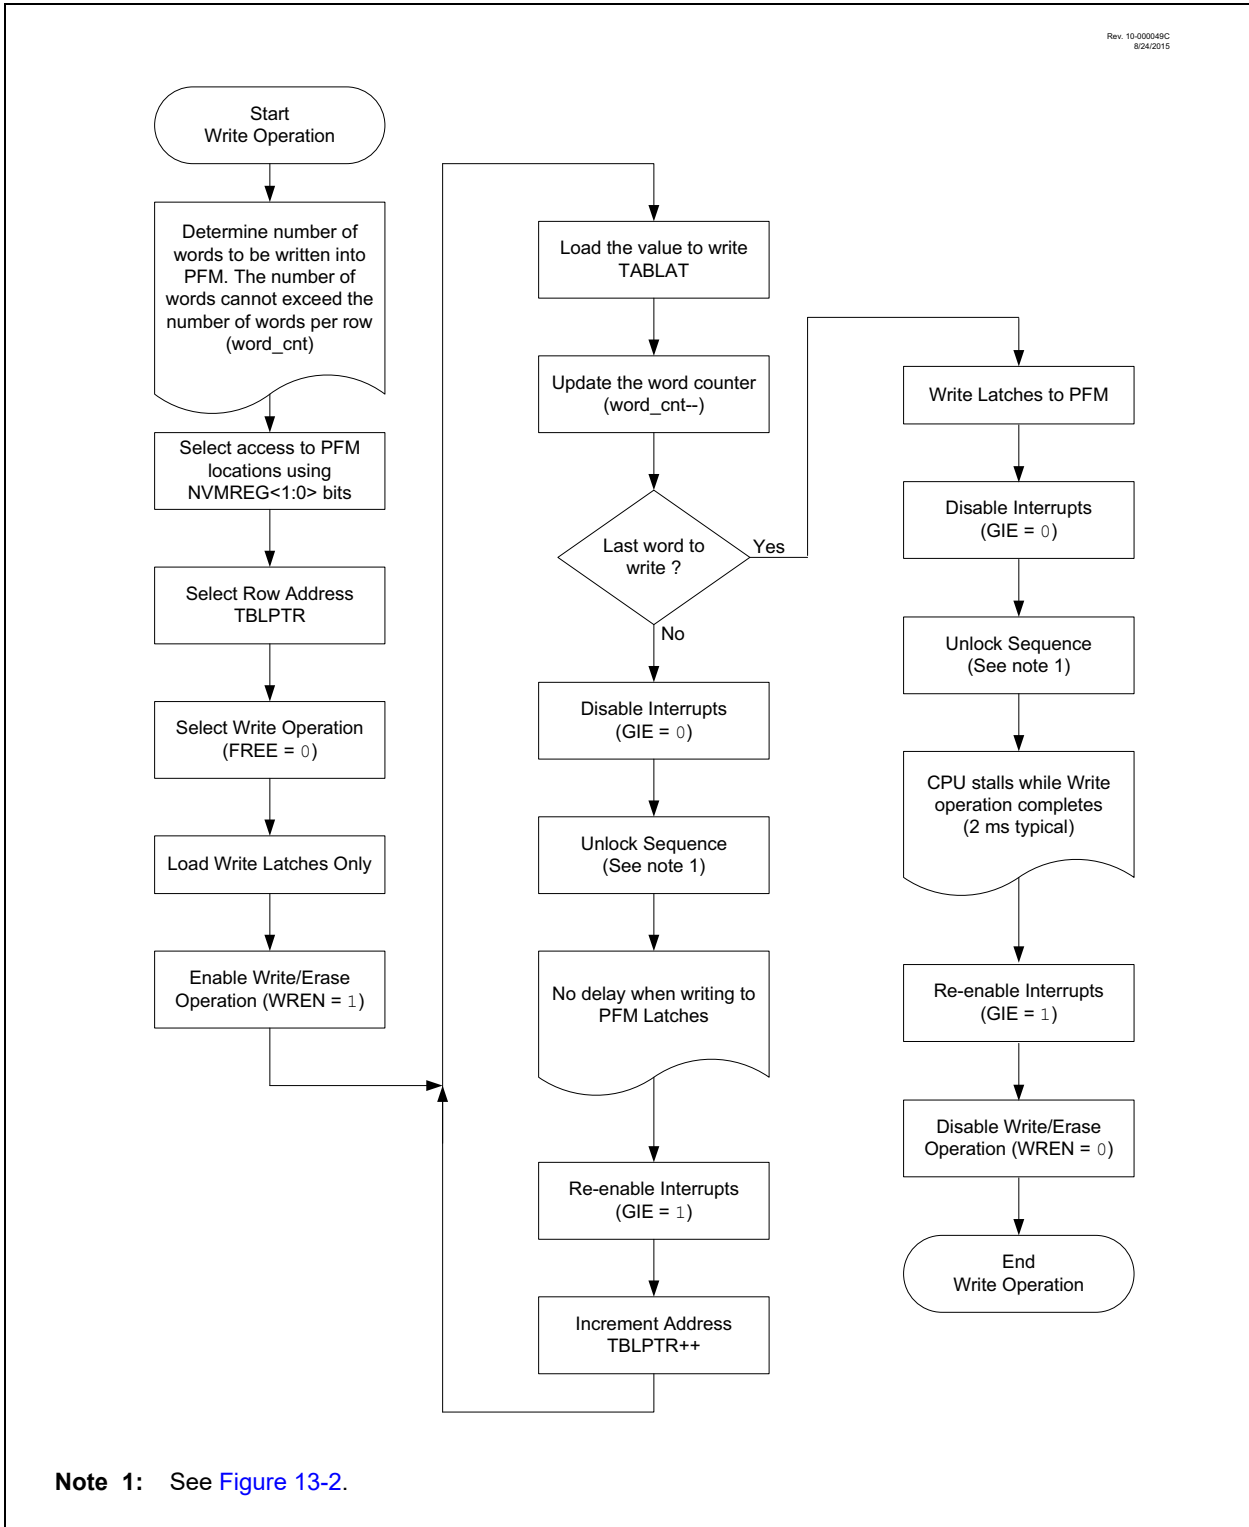 Rev. 10-000049C
8/24/2015
Start
Write Operation
Determine number of
words to be written into
PFM. The number of
words cannot exceed the
number of words per row
(word_cnt)
Select access to PFM
locations using
NVMREG<1:0> bits
Select Row Address
TBLPTR
Select Write Operation
(FREE = 0)
Load Write Latches Only
Enable Write/Erase
Operation (WREN = 1)
Load the value to write
TABLAT
Update the word counter
(word_cnt--)
Last word to
write ?
Yes
No
Disable Interrupts
(GIE = 0)
Unlock Sequence
(See note 1)
No delay when writing to
PFM Latches
Re-enable Interrupts
(GIE = 1)
Increment Address
TBLPTR++
Write Latches to PFM
Disable Interrupts
(GIE = 0)
Unlock Sequence
(See note 1)
CPU stalls while Write
operation completes
(2 ms typical)
Re-enable Interrupts
(GIE = 1)
Disable Write/Erase
Operation (WREN = 0)
End
Write Operation
Note 1: See Figure 13-2.